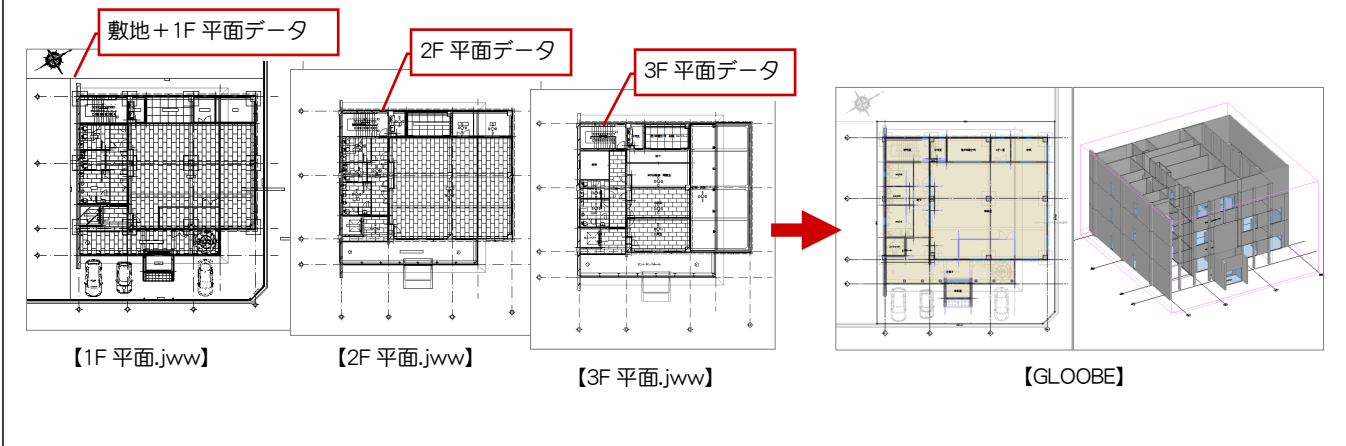 敷地＋1F 平面データ
2F 平面データ
3F 平面データ
【1F 平面.jww】
【2F 平面.jww】
【3F 平面.jww】
【GLOOBE】